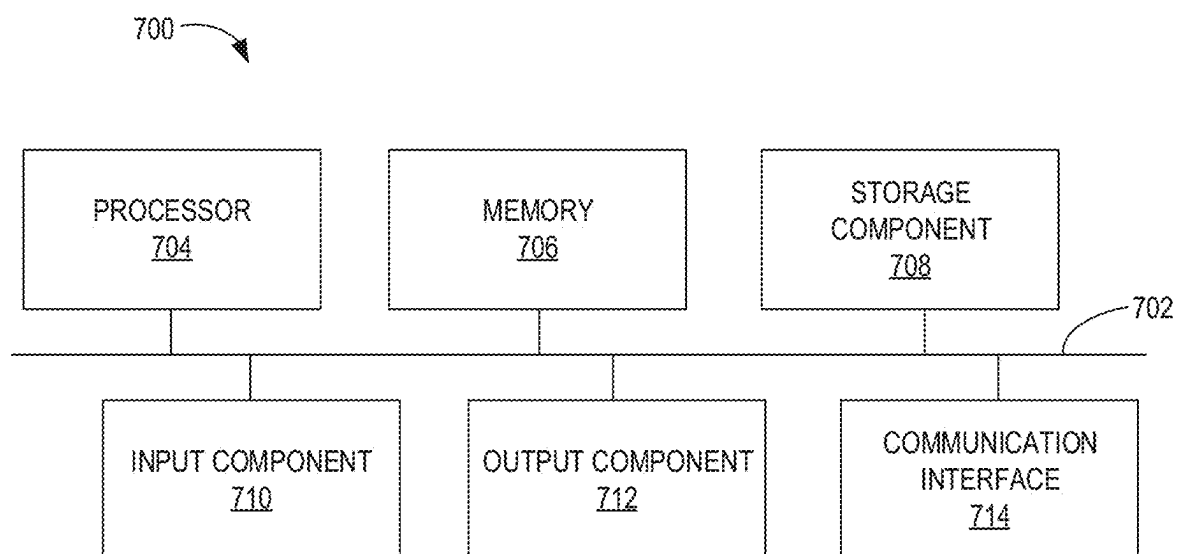 700
PROCESSOR
704
MEMORY
706
STORAGE
COMPONENT
708
702
INPUT COMPONENT
710
OUTPUT COMPONENT
712
COMMUNICATION
INTERFACE
714